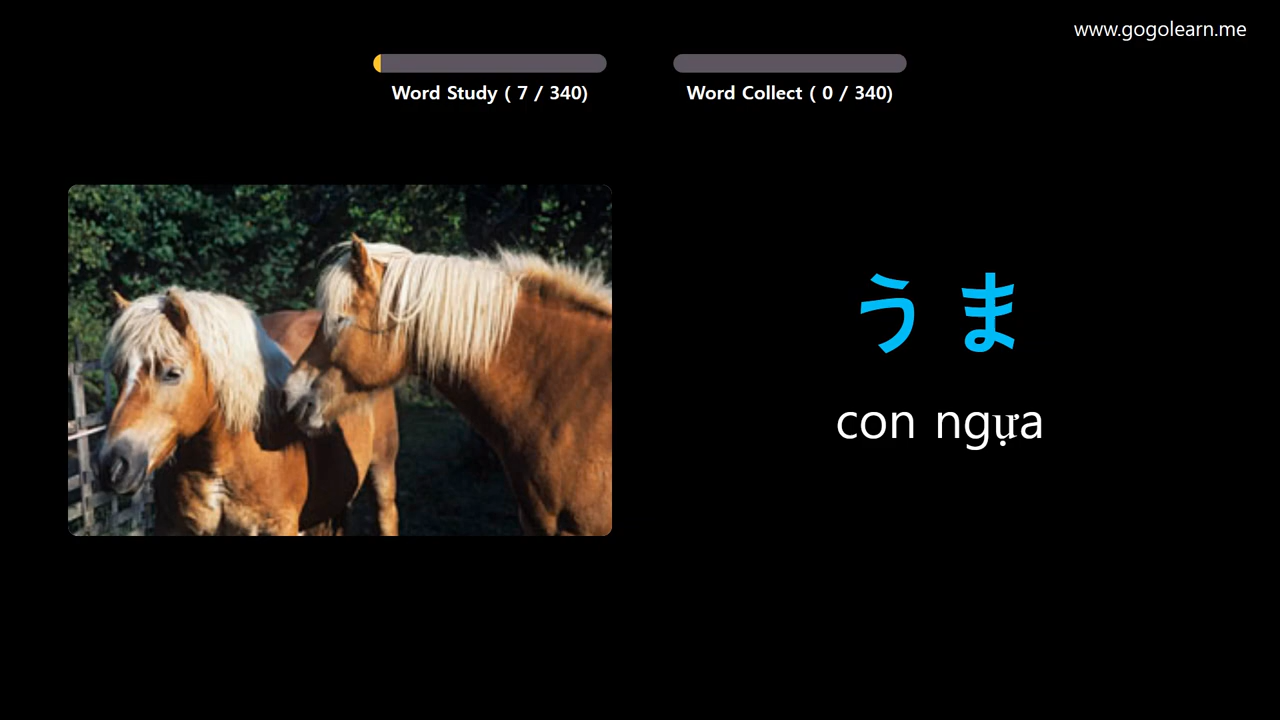 www.gogolearn.me
Word Study ( 7 / 340)
Word Collect ( 0 / 340)
うま
con ngựa